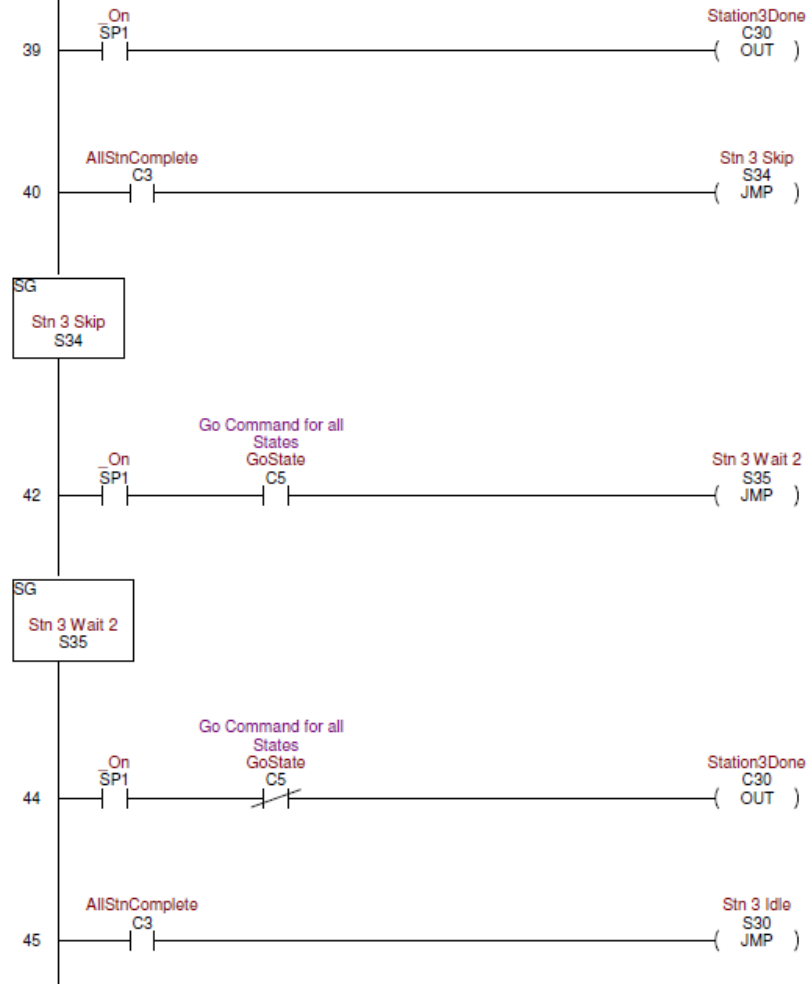 _On
SP1
Station3Done
C30
39
OUT
AllStnComplete
C3
Stn 3 Skip
S34
40
JMP
SG
Stn 3 Skip
S34
Go Command for all
States
_On
GoState
Stn 3 Wait 2
SP1
C5
S35
42
JMP
SG
Stn 3 Wait 2
S35
Go Command for all
States
_On
GoState
Station3Done
SP1
C5
C30
44
OUT
AllStnComplete
C3
Stn 3 Idle
S30
45
JMP